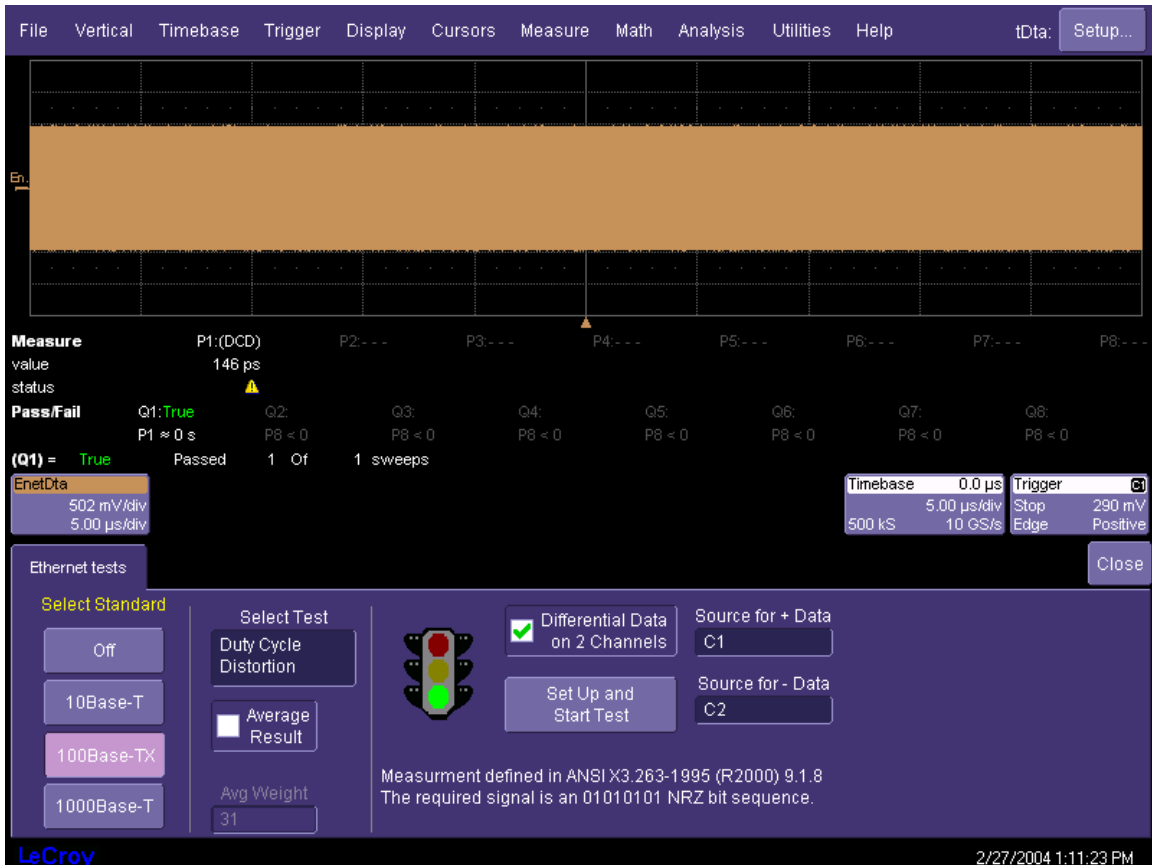 File Vertical Timebase Trigger Display Cursors Measure Math Analysis Utilities Help tDta: Setup...
En.
Measure P1:(DCD) P2:- - - P3:- - - P4:- - - P5:- - - P6:- - - P7:- - - P8:- - -
value 146 ps
status
Pass/Fail Q1:True Q2: Q3: Q4: Q5: Q6: Q7: Q8:
P1 ≈ 0 s P8 < 0 P8 < 0 P8 < 0 P8 < 0 P8 < 0 P8 < 0 P8 < 0
(Q1) = True Passed 1 Of 1 sweeps
EnetDta
502 mV/div
5.00 µs/div
Timebase 0.0 µs
5.00 µs/div
500 kS 10 GS/s
Trigger C1
Stop 290 mV
Edge Positive
Ethernet tests
Close
Select Standard
Off
10Base-T
100Base-TX
1000Base-T
Select Test
Duty Cycle
Distortion
Average
Result
Avg Weight
31
Differential Data
on 2 Channels
Set Up and
Start Test
Source for + Data
C1
Source for - Data
C2
Measurment defined in ANSI X3.263-1995 (R2000) 9.1.8
The required signal is an 01010101 NRZ bit sequence.
LeCroy
2/27/2004 1:11:23 PM